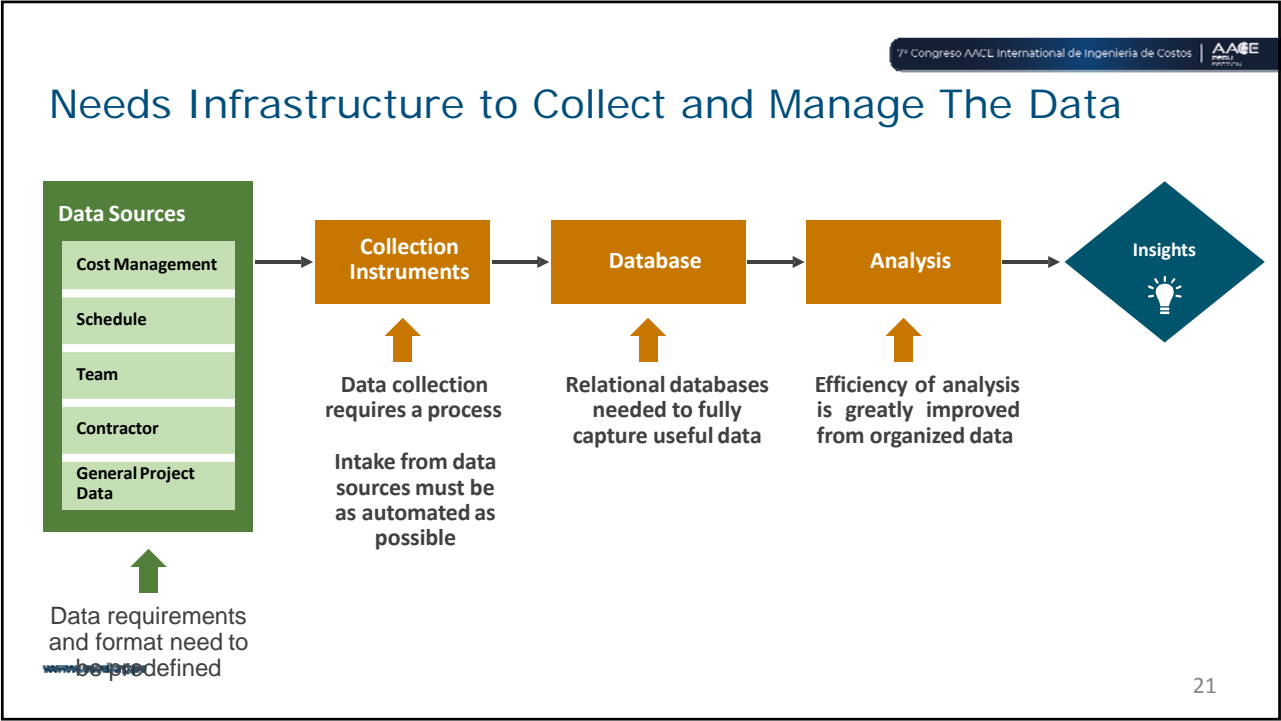 7º Congreso AACE International de Ingenieria de Costos
AACE
PERU
SECTION
Needs Infrastructure to Collect and Manage The Data
Data Sources
Cost Management
Schedule
Team
Contractor
General Project
Data
Collection
Instruments
Database
Analysis
Insights
Data collection
requires a process
Intake from data
sources must be
as automated as
possible
Relational databases
needed to fully
capture useful data
Efficiency of analysis
is greatly improved
from organized data
Data requirements
and format need to
be predefined
21